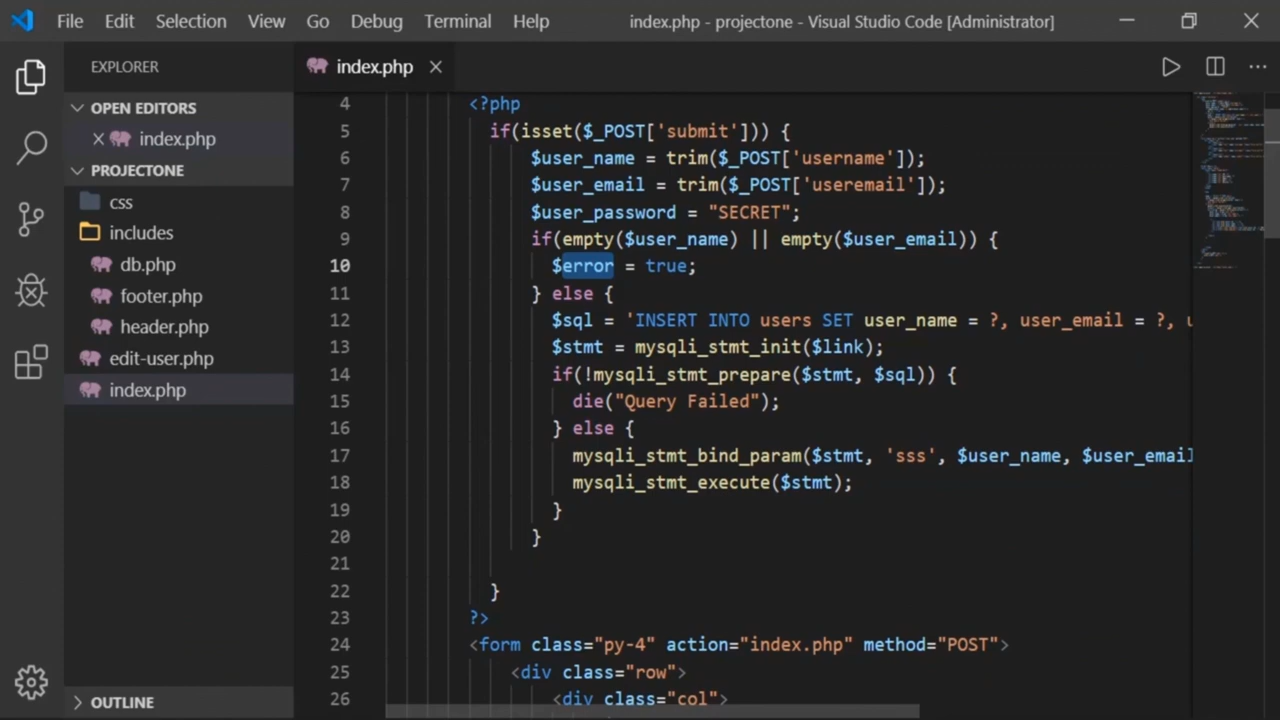 File Edit Selection View Go Debug Terminal Help index.php - projectone - Visual Studio Code [Administrator]
EXPLORER
index.php
OPEN EDITORS
index.php
PROJECTONE
css
includes
db.php
footer.php
header.php
edit-user.php
index.php
OUTLINE
4 <?php
5 if(isset($_POST['submit'])) {
6 $user_name = trim($_POST['username']);
7 $user_email = trim($_POST['useremail']);
8 $user_password = "SECRET";
9 if(empty($user_name) || empty($user_email)) {
10 $error = true;
11 } else {
12 $sql = 'INSERT INTO users SET user_name = ?, user_email = ?, u
13 $stmt = mysqli_stmt_init($link);
14 if(!mysqli_stmt_prepare($stmt, $sql)) {
15 die("Query Failed");
16 } else {
17 mysqli_stmt_bind_param($stmt, 'sss', $user_name, $user_email
18 mysqli_stmt_execute($stmt);
19 }
20 }
21
22 }
23 ?>
24 <form class="py-4" action="index.php" method="POST">
25 <div class="row">
26 <div class="col">